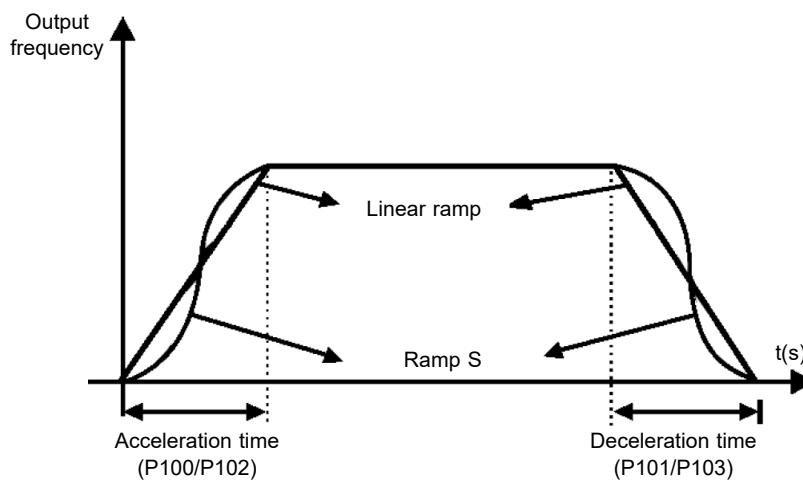 Output
frequency
Linear ramp
Ramp S
t(s)
Acceleration time
(P100/P102)
Deceleration time
(P101/P103)